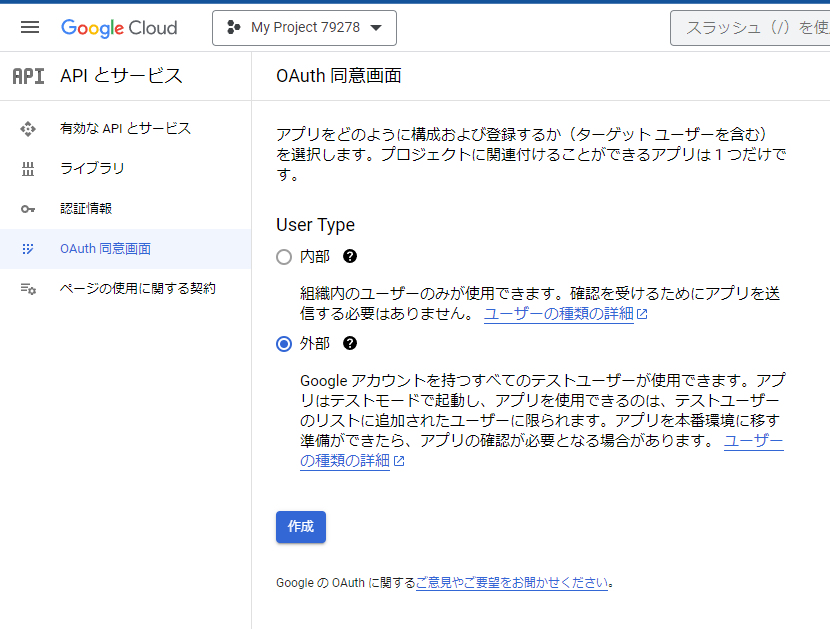 Google Cloud
My Project 79278
スラッシュ（/）を使
API
API とサービス
OAuth 同意画面
有効な API とサービス
ライブラリ
認証情報
OAuth 同意画面
ページの使用に関する契約
アプリをどのように構成および登録するか（ターゲット ユーザーを含む）
を選択します。プロジェクトに関連付けることができるアプリは 1 つだけで
す。
User Type
内部
組織内のユーザーのみが使用できます。確認を受けるためにアプリを送
信する必要はありません。 ユーザーの種類の詳細
外部
Google アカウントを持つすべてのテストユーザーが使用できます。アプ
リはテストモードで起動し、アプリを使用できるのは、テストユーザー
のリストに追加されたユーザーに限られます。アプリを本番環境に移す
準備ができたら、アプリの確認が必要となる場合があります。 ユーザー
の種類の詳細
作成
Google の OAuth に関するご意見やご要望をお聞かせください。